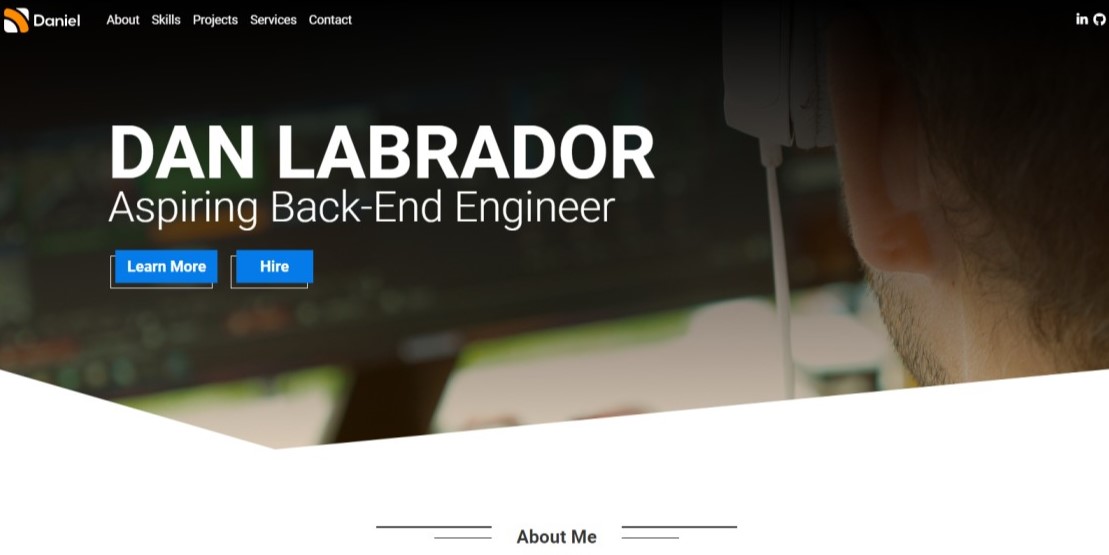 Daniel About Skills Projects Services Contact in
DAN LABRADOR
Aspiring Back-End Engineer
Learn More Hire
About Me